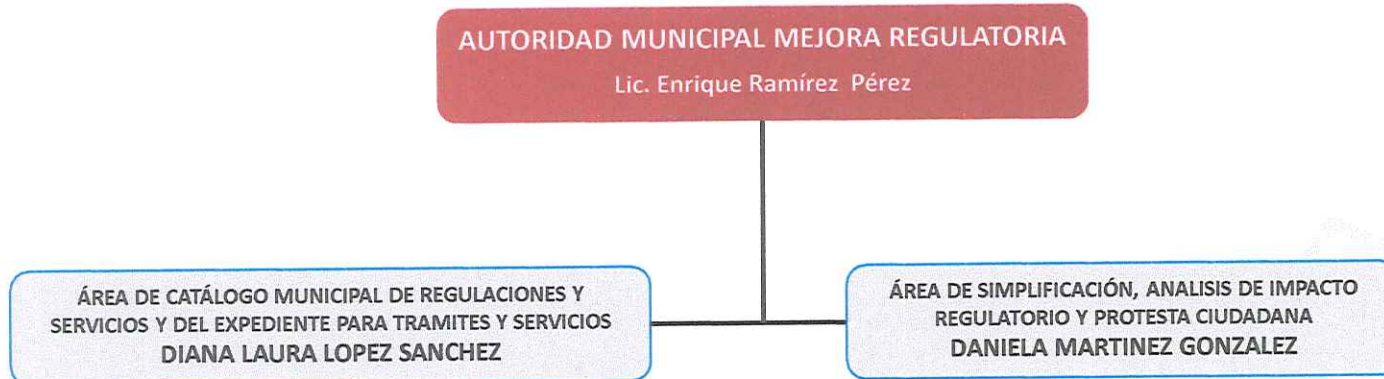 AUTORIDAD MUNICIPAL MEJORA REGULATORIA
Lic. Enrique Ramírez Pérez
ÁREA DE CATÁLOGO MUNICIPAL DE REGULACIONES Y
SERVICIOS Y DEL EXPEDIENTE PARA TRAMITES Y SERVICIOS
DIANA LAURA LOPEZ SANCHEZ
ÁREA DE SIMPLIFICACIÓN, ANALISIS DE IMPACTO
REGULATORIO Y PROTESTA CIUDADANA
DANIELA MARTINEZ GONZALEZ